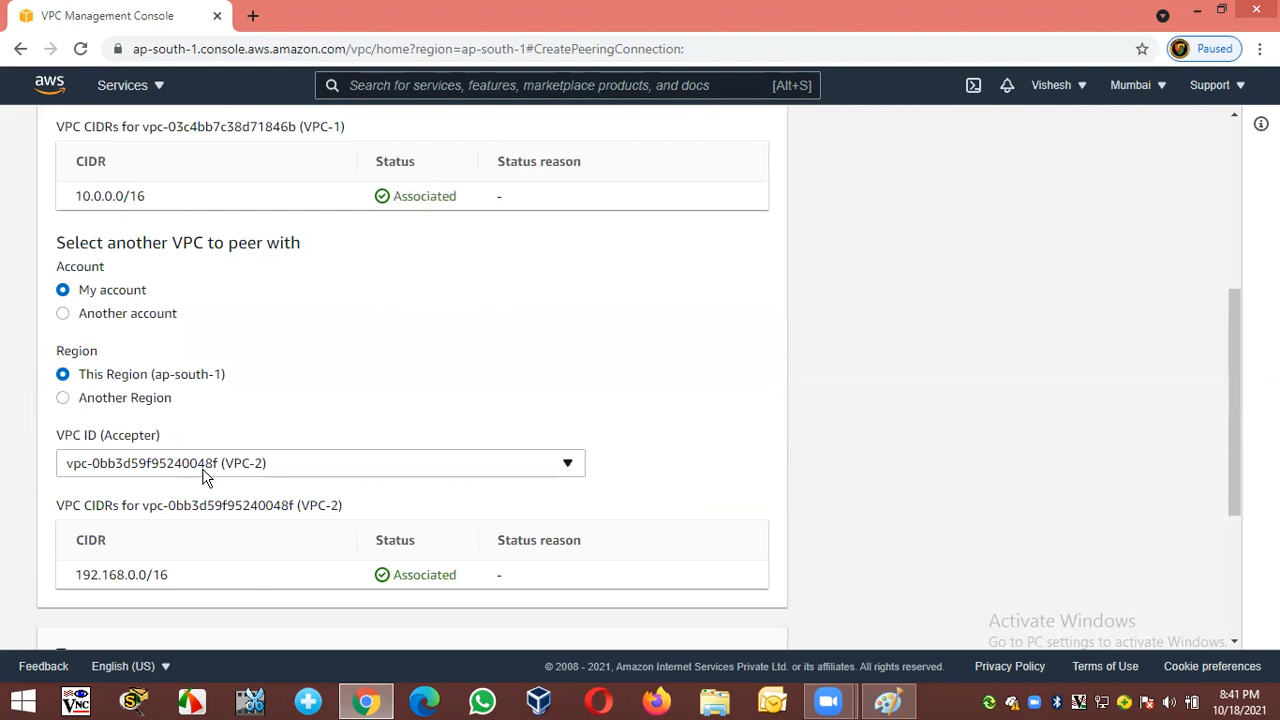 VPC Management Console
ap-south-1.console.aws.amazon.com/vpc/home?region=ap-south-1#CreatePeeringConnection:
Paused
aws
Services
Search for services, features, marketplace products, and docs
[Alt+S]
Vishesh
Mumbai
Support
VPC CIDRs for vpc-03c4bb7c38d71846b (VPC-1)
CIDR Status Status reason
10.0.0.0/16 Associated -
Select another VPC to peer with
Account
My account
Another account
Region
This Region (ap-south-1)
Another Region
VPC ID (Accepter)
vpc-0bb3d59f95240048f (VPC-2)
VPC CIDRs for vpc-0bb3d59f95240048f (VPC-2)
CIDR Status Status reason
192.168.0.0/16 Associated -
Activate Windows
Go to PC settings to activate Windows.
Feedback English (US) © 2008 - 2021, Amazon Internet Services Private Ltd. or its affiliates. All rights reserved. Privacy Policy Terms of Use Cookie preferences
VNC
8:41 PM
10/18/2021